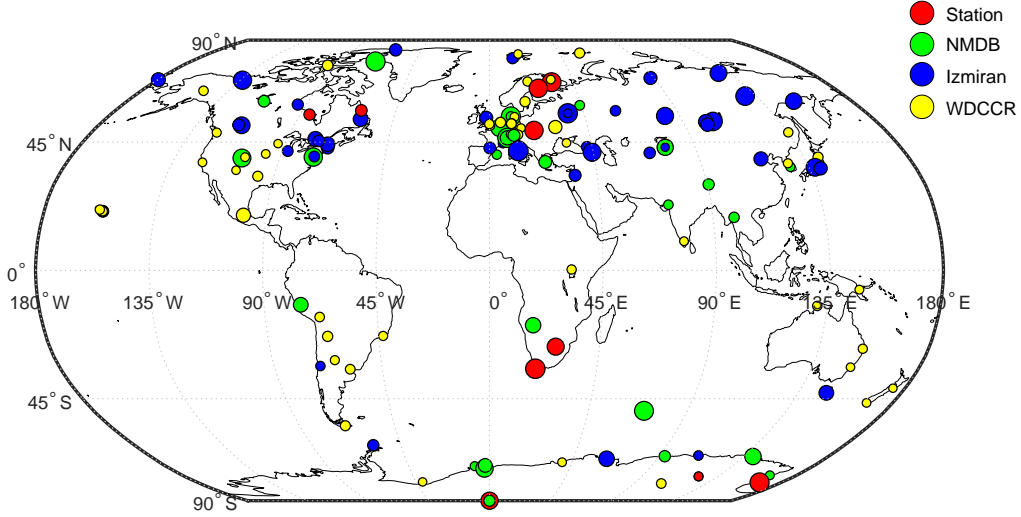 Station
NMDB
Izmiran
WDCCR
90° N
45° N
0°
180° W
135° W
90° W
45° W
0°
45° E
90° E
135° E
180° E
45° S
90° S